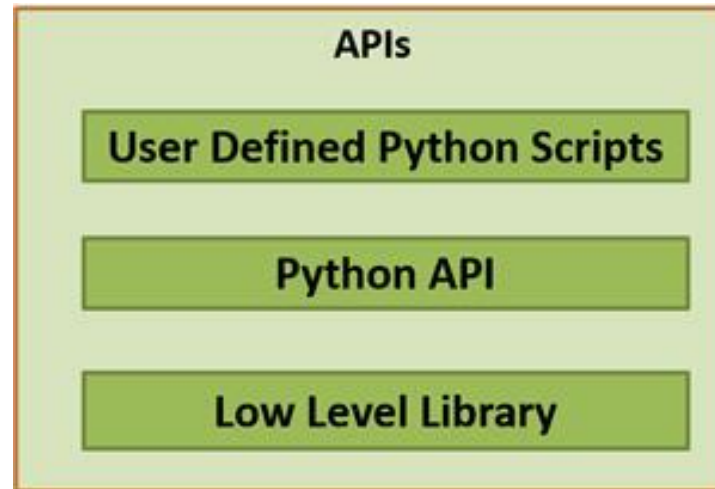 APIs
User Defined Python Scripts
Python API
Low Level Library